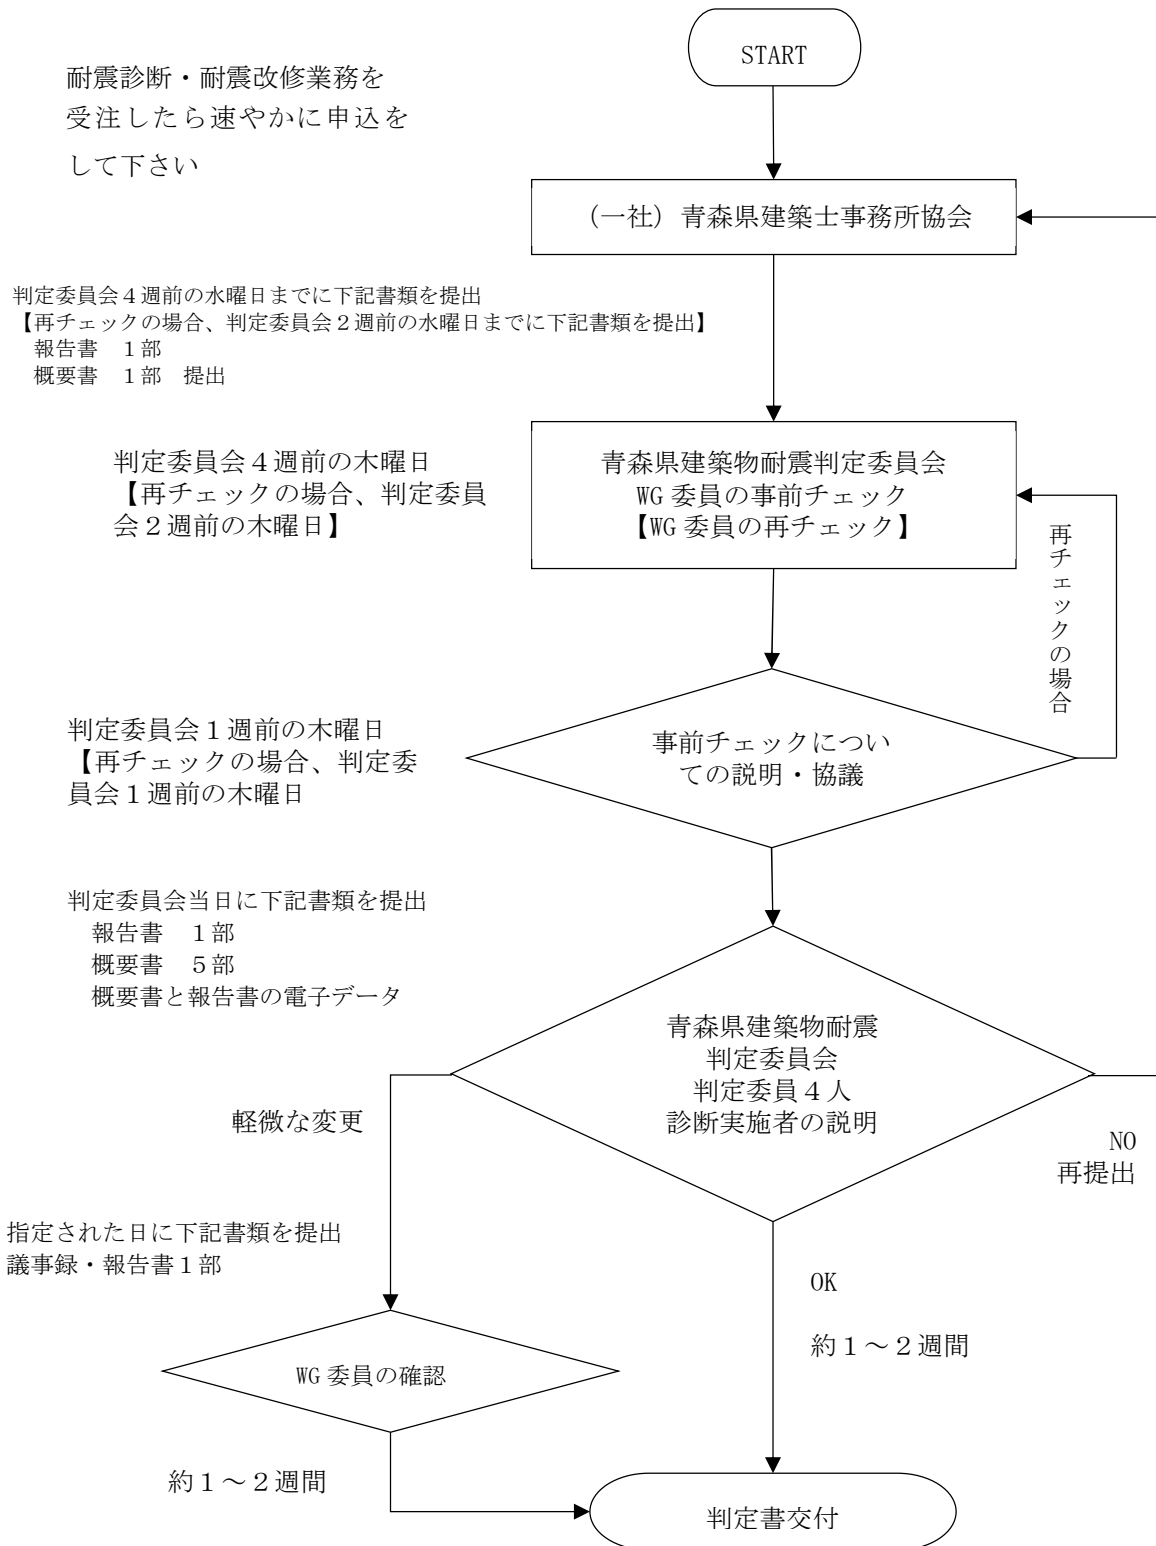 START
耐震診断・耐震改修業務を
受注したら速やかに申込を
して下さい
(一社) 青森県建築士事務所協会
判定委員会４週前の水曜日までに下記書類を提出
【再チェックの場合、判定委員会２週前の水曜日までに下記書類を提出】
報告書　１部
概要書　１部　提出
判定委員会４週前の木曜日
【再チェックの場合、判定委員
会２週前の木曜日】
青森県建築物耐震判定委員会
WG 委員の事前チェック
【WG 委員の再チェック】
再チェックの場合
判定委員会１週前の木曜日
【再チェックの場合、判定委
員会１週前の木曜日
事前チェックについ
ての説明・協議
判定委員会当日に下記書類を提出
報告書　１部
概要書　５部
概要書と報告書の電子データ
青森県建築物耐震
判定委員会
判定委員４人
診断実施者の説明
軽微な変更
NO
再提出
指定された日に下記書類を提出
議事録・報告書１部
OK
約１～２週間
WG 委員の確認
約１～２週間
判定書交付